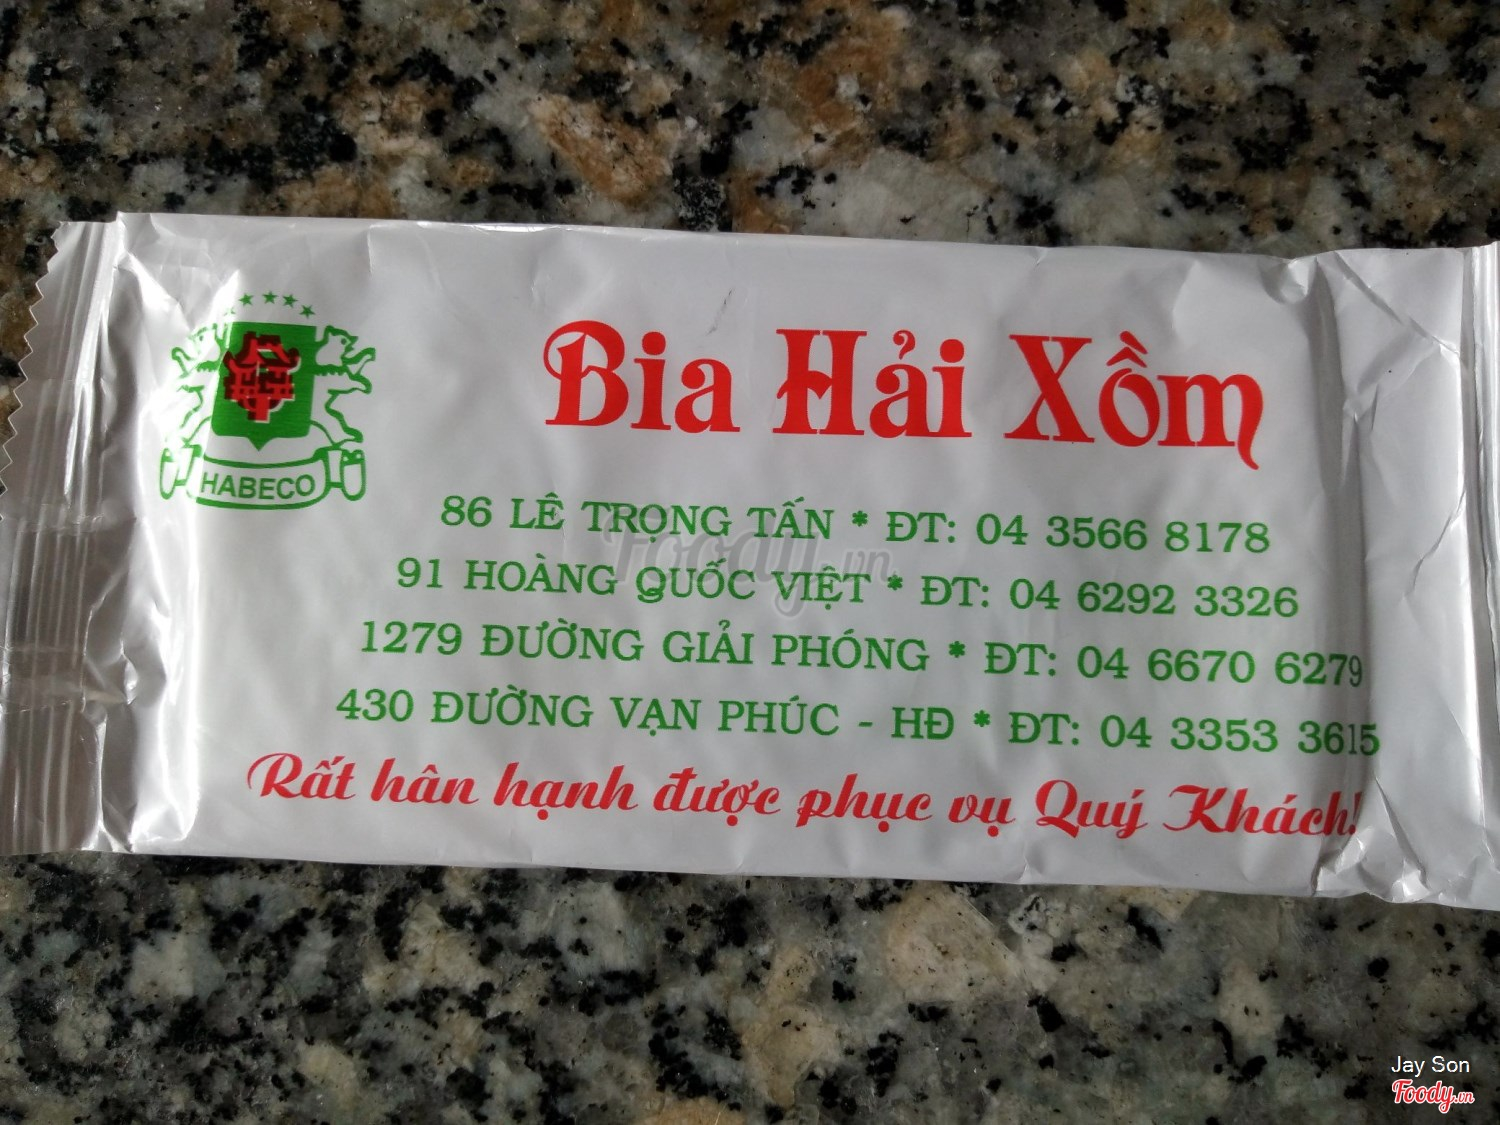 Bia Hải Xồm
HABECO
86 LÊ TRỌNG TẤN * ĐT: 04 3566 8178
91 HOÀNG QUỐC VIỆT * ĐT: 04 6292 3326
1279 ĐƯỜNG GIẢI PHÓNG * ĐT: 04 6670 6279
430 ĐƯỜNG VẠN PHÚC - HĐ * ĐT: 04 3353 3615
Rất hân hạnh được phục vụ Quý Khách!
Foody.vn
Jay Son
Foody.vn